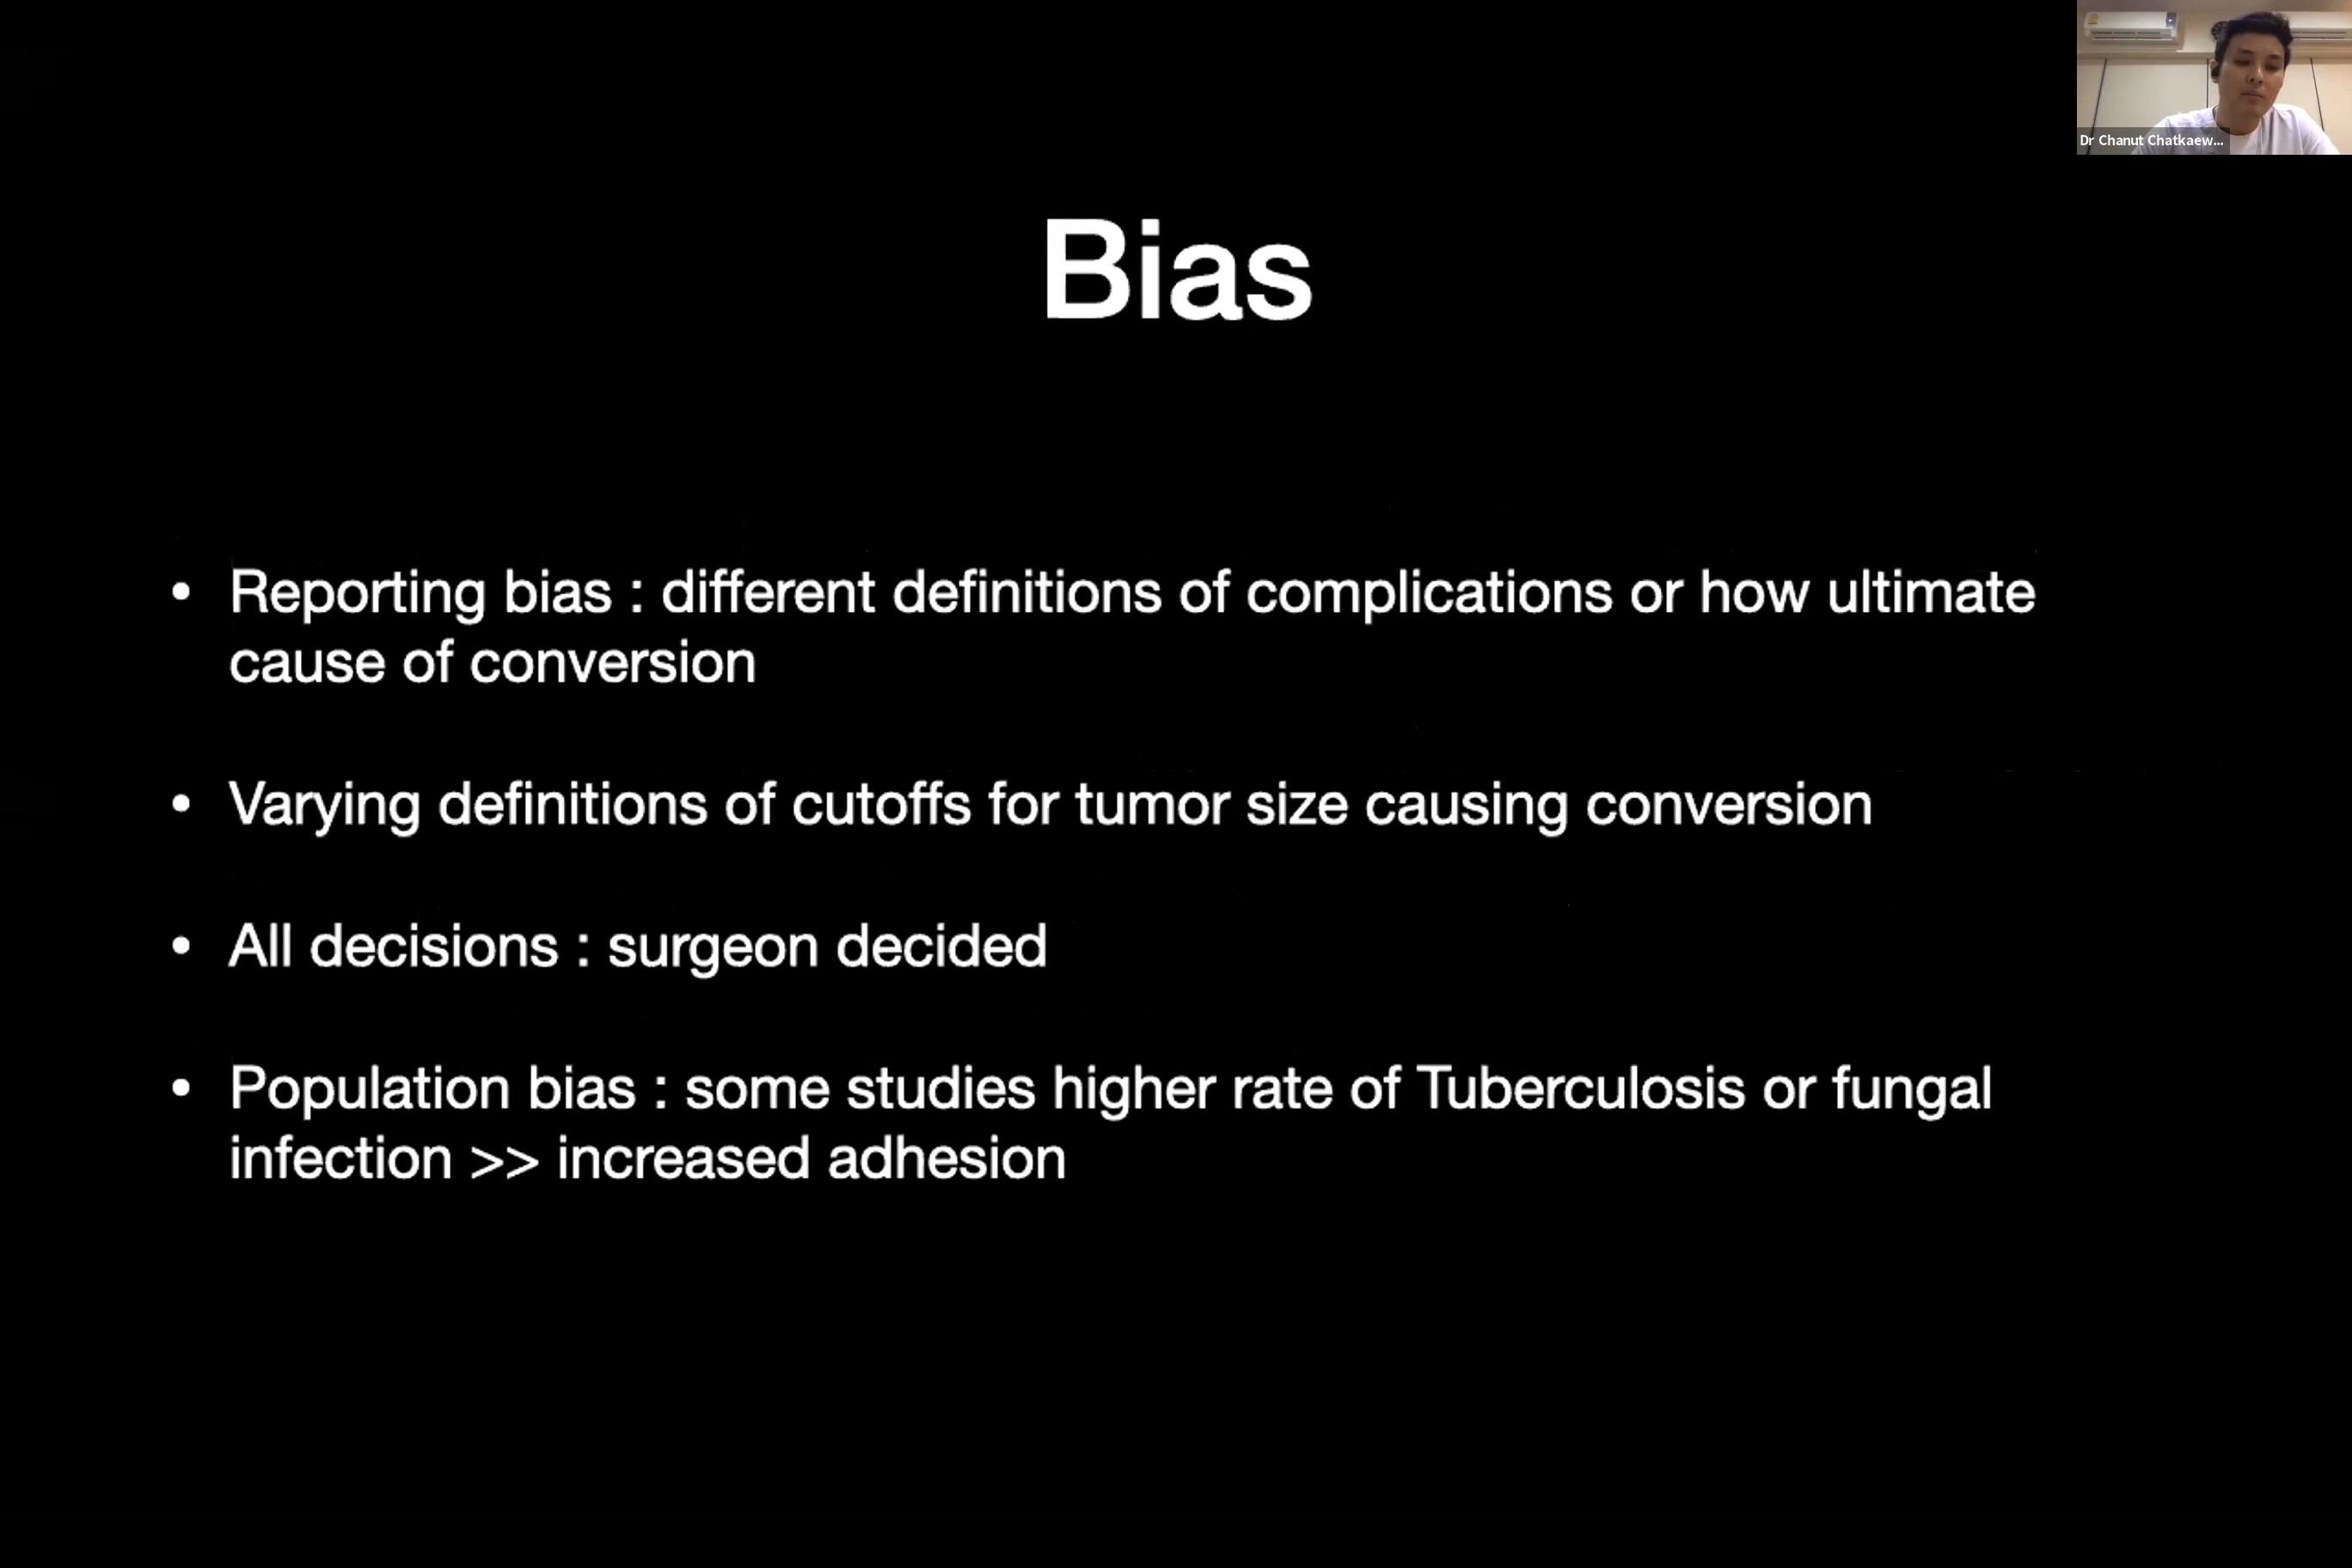 Dr Chanut Chatkaew...
Bias
• Reporting bias : different definitions of complications or how ultimate
cause of conversion
• Varying definitions of cutoffs for tumor size causing conversion
• All decisions : surgeon decided
• Population bias : some studies higher rate of Tuberculosis or fungal
infection >> increased adhesion